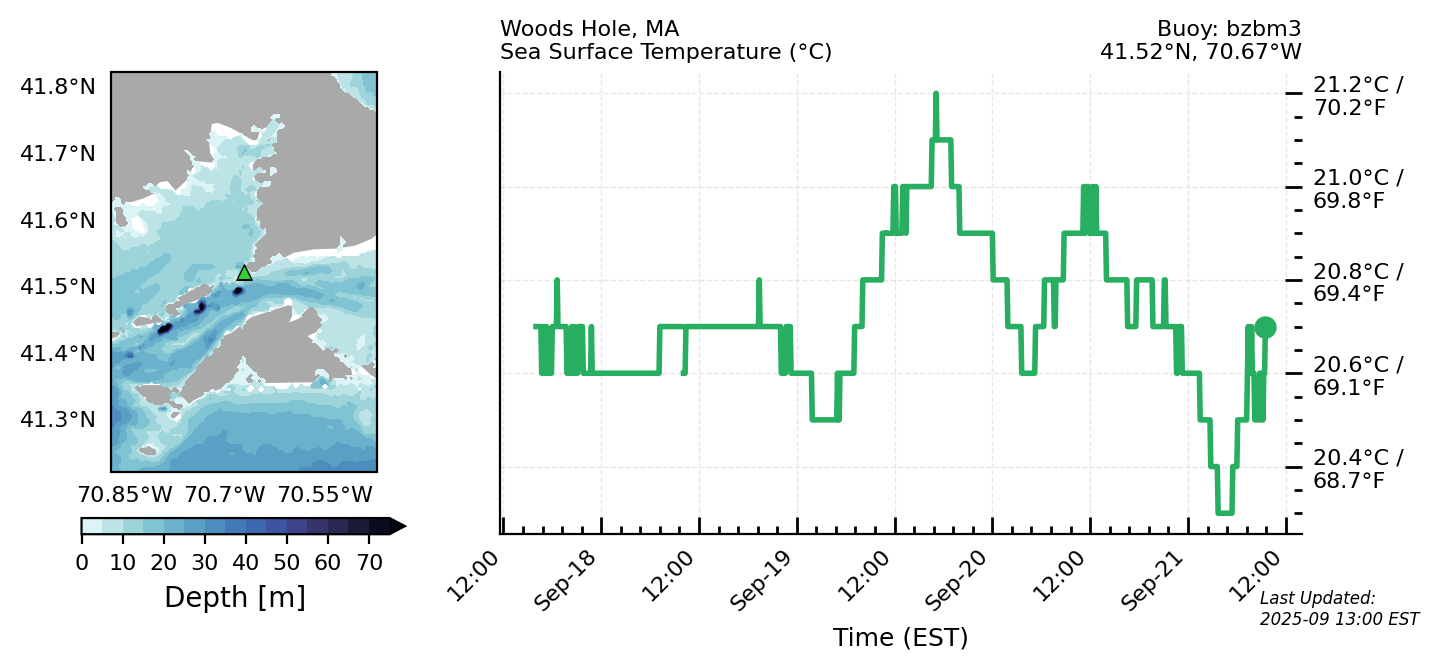 Woods Hole, MA
Sea Surface Temperature (°C)
Buoy: bzbm3
41.52°N, 70.67°W
41.8°N
41.7°N
41.6°N
41.5°N
41.4°N
41.3°N
70.85°W 70.7°W 70.55°W
0 10 20 30 40 50 60 70
Depth [m]
21.2°C /
70.2°F
21.0°C /
69.8°F
20.8°C /
69.4°F
20.6°C /
69.1°F
20.4°C /
68.7°F
12:00 Sep-18 12:00 Sep-19 12:00 Sep-20 12:00 Sep-21 12:00
Time (EST)
Last Updated:
2025-09 13:00 EST